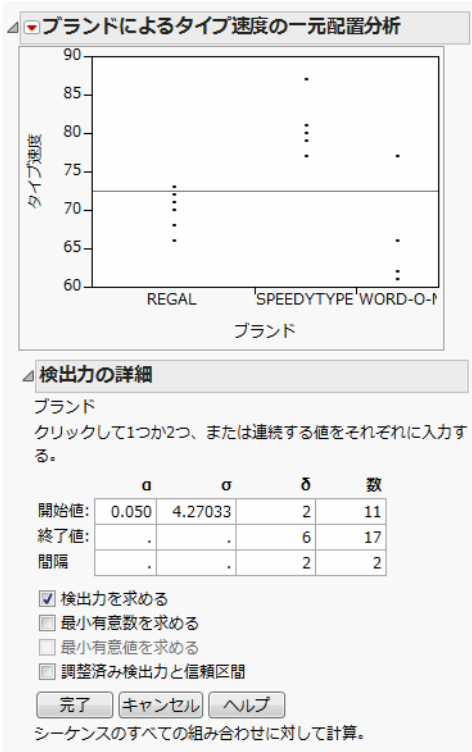 ブランドによるタイプ速度の一元配置分析
90
85
80
75
70
65
60
タイプ速度
REGAL SPEEDYTYPE WORD-O-M
ブランド
検出力の詳細
ブランド
クリックして1つか2つ、または連続する値をそれぞれに入力す
る。
α σ δ 数
開始値: 0.050 4.27033 2 11
終了値: . . 6 17
間隔 . . 2 2
検出力を求める
最小有意数を求める
最小有意値を求める
調整済み検出力と信頼区間
完了 キャンセル ヘルプ
シーケンスのすべての組み合わせに対して計算。